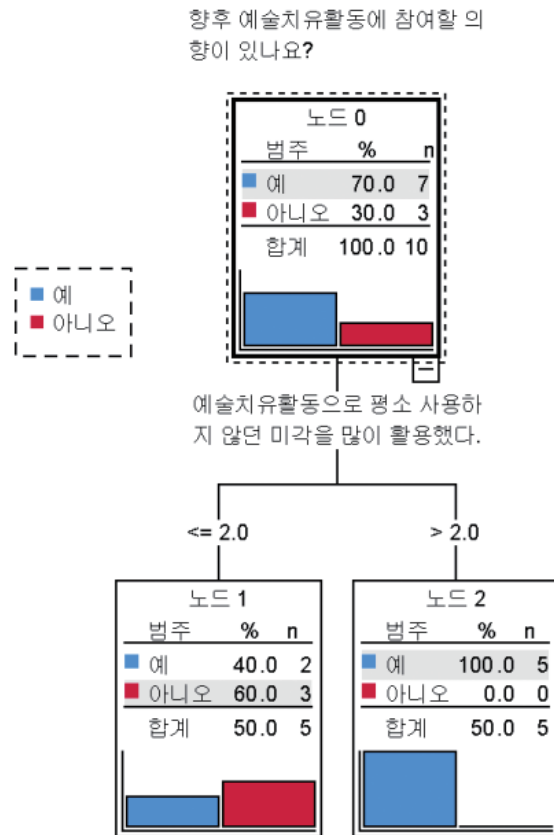 향후 예술치유활동에 참여할 의
향이 있나요?
노드 0
범주 % n
예 70.0 7
아니오 30.0 3
합계 100.0 10
예
아니오
예술치유활동으로 평소 사용하
지 않던 미각을 많이 활용했다.
<= 2.0
> 2.0
노드 1
범주 % n
예 40.0 2
아니오 60.0 3
합계 50.0 5
노드 2
범주 % n
예 100.0 5
아니오 0.0 0
합계 50.0 5